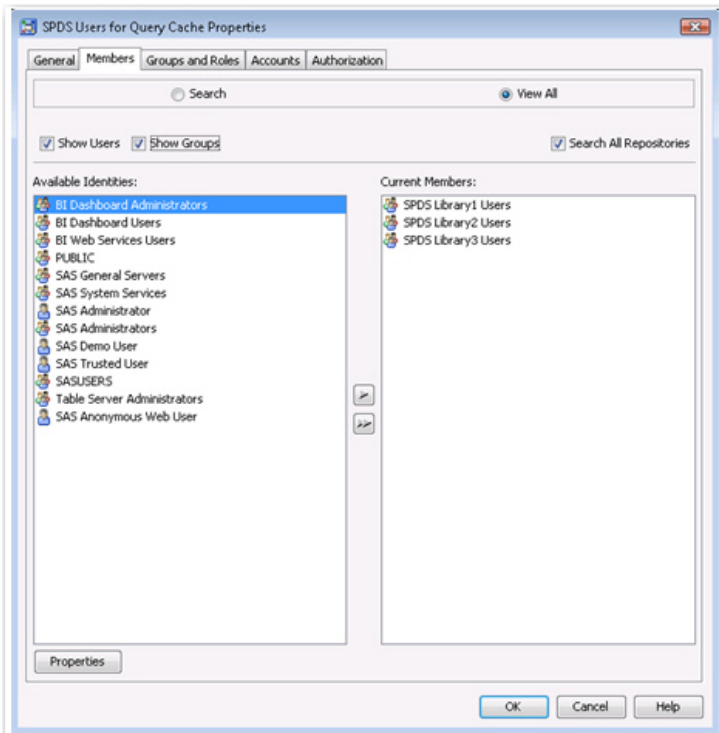 SPDS Users for Query Cache Properties
General Members Groups and Roles Accounts Authorization
Search View All
Show Users Show Groups Search All Repositories
Available Identities: Current Members:
BI Dashboard Administrators SPDS Library1 Users
BI Dashboard Users SPDS Library2 Users
BI Web Services Users SPDS Library3 Users
PUBLIC
SAS General Servers
SAS System Services
SAS Administrator
SAS Administrators
SAS Demo User
SAS Trusted User
SASUSERS
Table Server Administrators
SAS Anonymous Web User
Properties
OK Cancel Help